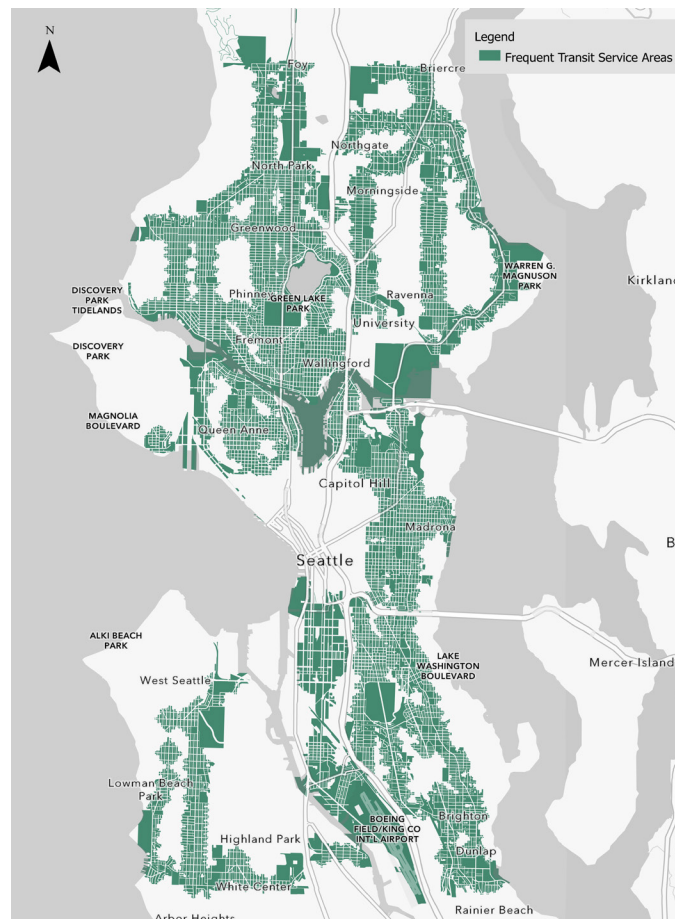 N
Legend
Frequent Transit Service Areas
Foy
Briercre
Northgate
North Park
Morningside
Greenwood
WARREN G.
MAGNUSON
PARK
Kirkland
DISCOVERY
PARK
TIDELANDS
Phinney
GREEN LAKE
PARK
Ravenna
University
DISCOVERY PARK
Fremont
Wallingford
MAGNOLIA
BOULEVARD
Queen Anne
Capitol Hill
Madrona
Seattle
B
ALKI BEACH
PARK
LAKE
WASHINGTON
BOULEVARD
Mercer Island
West Seattle
Lowman Beach
Park
BOEING
FIELD/KING CO
INT'L AIRPORT
Brighton
Highland Park
Dunlap
White Center
Rainier Beach
Arbor Heights